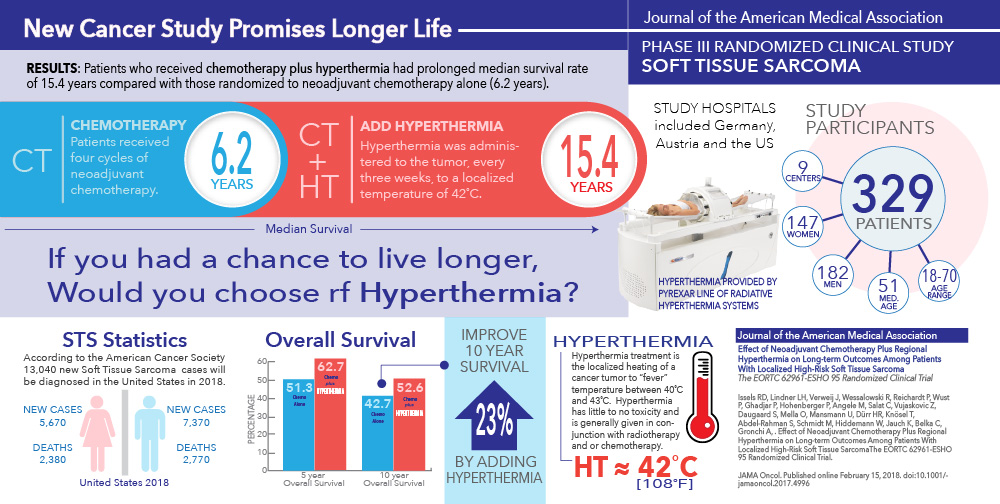 New Cancer Study Promises Longer Life
RESULTS: Patients who received chemotherapy plus hyperthermia had prolonged median survival rate
of 15.4 years compared with those randomized to neoadjuvant chemotherapy alone (6.2 years).
CT
CHEMOTHERAPY
Patients received
four cycles of
neoadjuvant
chemotherapy.
6.2
YEARS
CT
+
HT
ADD HYPERTHERMIA
Hyperthermia was adminis-
tered to the tumor, every
three weeks, to a localized
temperature of 42°C.
15.4
YEARS
Median Survival
If you had a chance to live longer,
Would you choose rf Hyperthermia?
Journal of the American Medical Association
PHASE III RANDOMIZED CLINICAL STUDY
SOFT TISSUE SARCOMA
STUDY HOSPITALS
included Germany,
Austria and the US
STUDY
PARTICIPANTS
329
PATIENTS
9
CENTERS
147
WOMEN
182
MEN
51
MED.
AGE
18-70
AGE
RANGE
HYPERTHERMIA PROVIDED BY
PYREXAR LINE OF RADIATIVE
HYPERTHERMIA SYSTEMS
STS Statistics
According to the American Cancer Society
13,040 new Soft Tissue Sarcoma cases will
be diagnosed in the United States in 2018.
NEW CASES
5,670
DEATHS
2,380
NEW CASES
7,370
DEATHS
2,770
United States 2018
Overall Survival
PERCENTAGE
60
50
40
30
20
10
0
51.3
Chemo
Alone
62.7
Chemo
plus
HYPERTHERMIA
42.7
Chemo
Alone
52.6
Chemo
plus
HYPERTHERMIA
5 year
Overall Survival
10 year
Overall Survival
IMPROVE
10 YEAR
SURVIVAL
23%
BY ADDING
HYPERTHERMIA
HYPERTHERMIA
Hyperthermia treatment is
the localized heating of a
cancer tumor to "fever"
temperature between 40°C
and 43°C. Hyperthermia
has little to no toxicity and
is generally given in con-
junction with radiotherapy
or or chemotherapy.
HT ≈ 42°C
[108°F]
Journal of the American Medical Association
Effect of Neoadjuvant Chemotherapy Plus Regional
Hyperthermia on Long-term Outcomes Among Patients
With Localized High-Risk Soft Tissue Sarcoma
The EORTC 62961-ESHO 95 Randomized Clinical Trial
Issels RD, Lindner LH, Verweij J, Wessalowski R, Reichardt P, Wust
P, Ghadjar P, Hohenberger P, Angele M, Salat C, Vujaskovic Z,
Daugaard S, Mella O, Mansmann U, Dürr HR, Knösel T,
Abdel-Rahman S, Schmidt M, Hiddemann W, Jauch K, Belka C,
Gronchi A, . Effect of Neoadjuvant Chemotherapy Plus Regional
Hyperthermia on Long-term Outcomes Among Patients With
Localized High-Risk Soft Tissue SarcomaThe EORTC 62961-ESHO
95 Randomized Clinical Trial.
JAMA Oncol. Published online February 15, 2018. doi:10.1001/-
jamaoncol.2017.4996